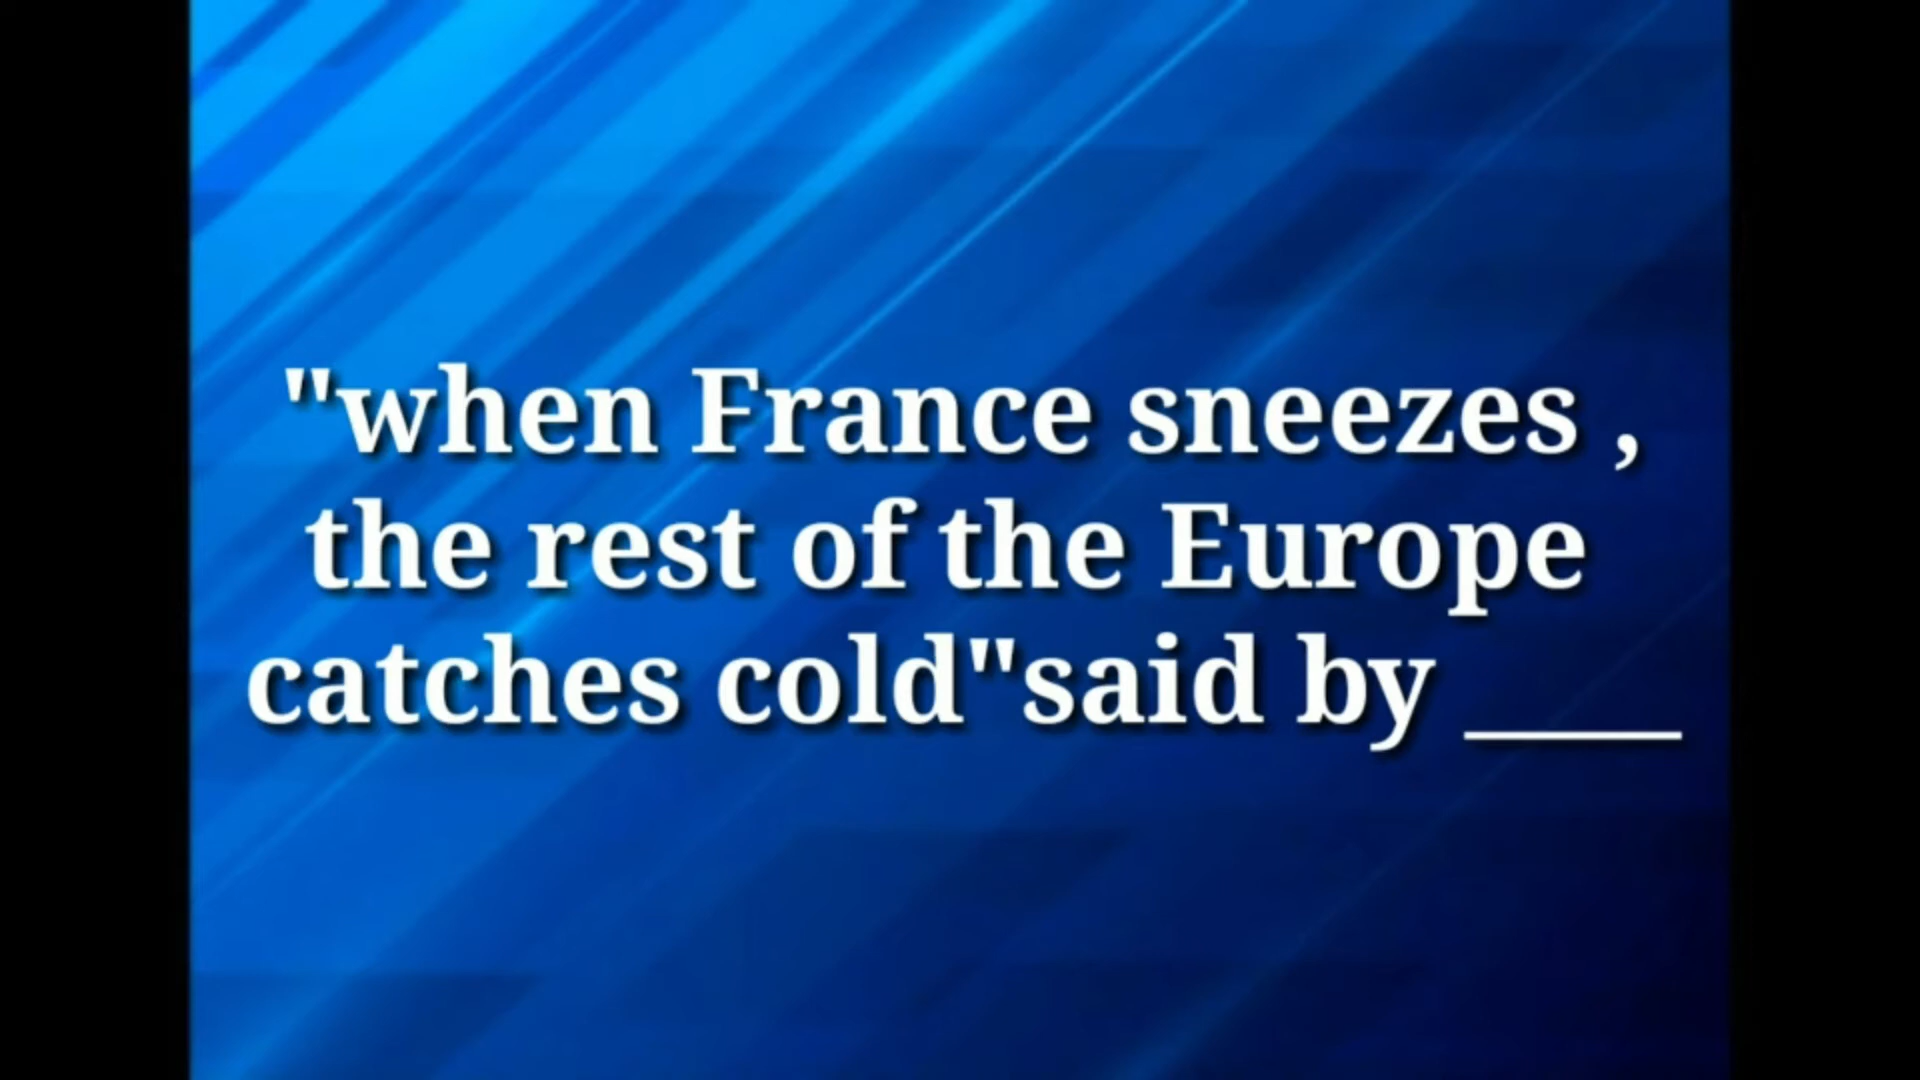 "when France sneezes ,
the rest of the Europe
catches cold"said by ____